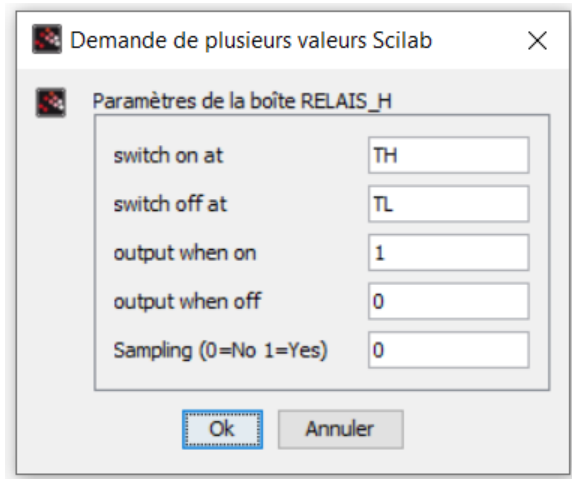 Demande de plusieurs valeurs Scilab
Paramètres de la boîte RELAIS_H
switch on at TH
switch off at TL
output when on 1
output when off 0
Sampling (0=No 1=Yes) 0
Ok Annuler